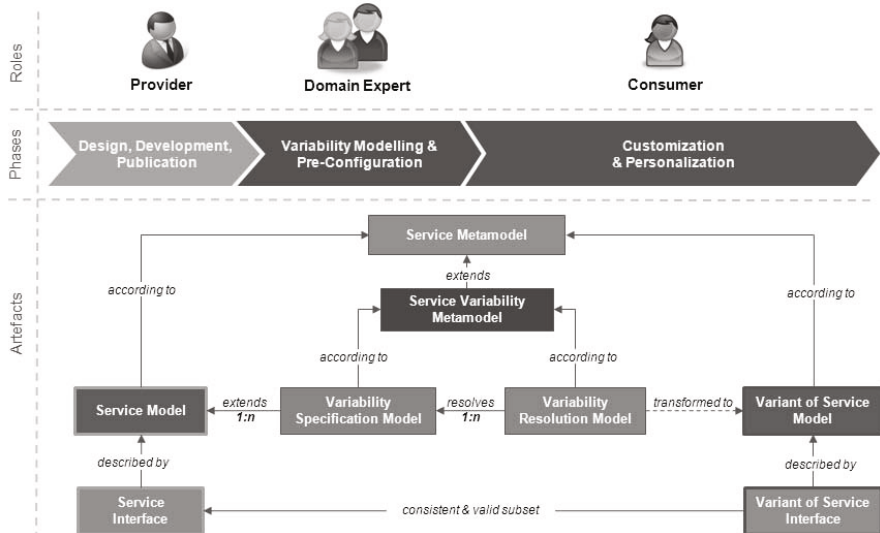 Roles
Provider
Domain Expert
Consumer
Phases
Design, Development,
Publication
Variability Modelling &
Pre-Configuration
Customization
& Personalization
Artefacts
Service Metamodel
extends
according to
according to
Service Variability
Metamodel
according to
according to
Service Model
extends
1:n
Variability
Specification Model
resolves
1:n
Variability
Resolution Model
transformed to
Variant of Service
Model
described by
described by
Service
Interface
consistent & valid subset
Variant of Service
Interface